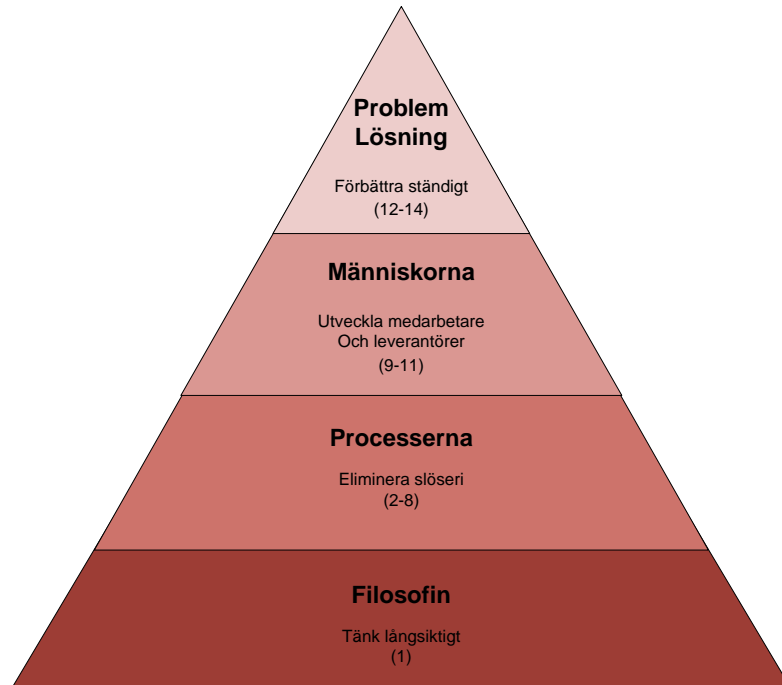 Problem
Lösning
Förbättra ständigt
(12-14)
Människorna
Utveckla medarbetare
Och leverantörer
(9-11)
Processerna
Eliminera slöseri
(2-8)
Filosofin
Tänk långsiktigt
(1)